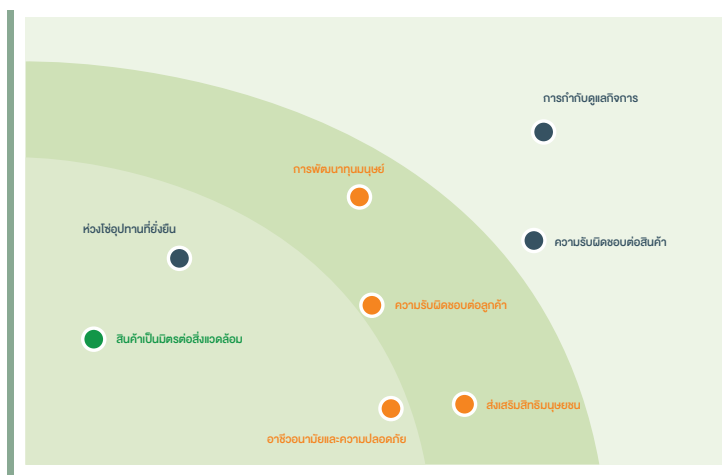 การกำกับดูแลกิจการ
การพัฒนาทุนมนุษย์
ห่วงโซ่อุปทานที่ยั่งยืน
ความรับผิดชอบต่อสินค้า
ความรับผิดชอบต่อลูกค้า
สินค้าเป็นมิตรต่อสิ่งแวดล้อม
ส่งเสริมสิทธิมนุษยชน
อาชีวอนามัยและความปลอดภัย